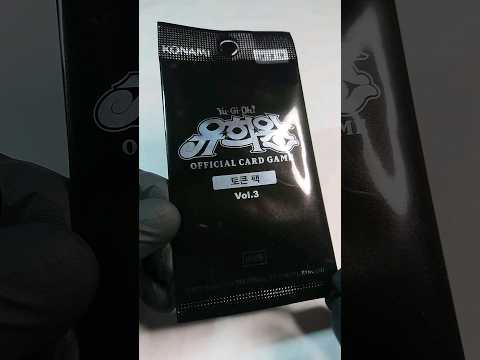 KONAMI
Yu-Gi-Oh!
유희왕
OFFICIAL CARD GAME
토큰 팩
Vol.3